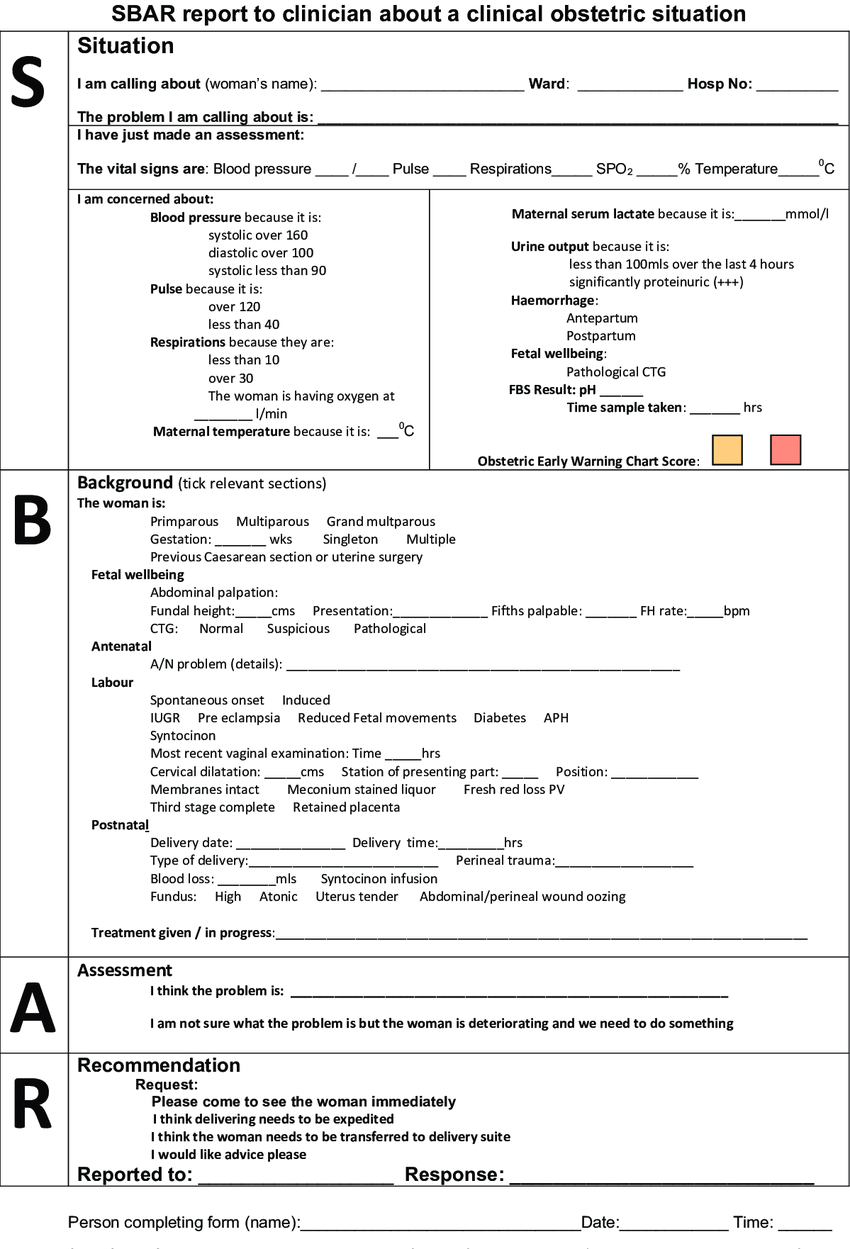 SBAR report to clinician about a clinical obstetric situation
S
Situation
I am calling about (woman's name): ________________________ Ward: _____________ Hosp No: __________
The problem I am calling about is: ______________________________________________________________
I have just made an assessment:
The vital signs are: Blood pressure ____ /____ Pulse ____ Respirations_____ SPO₂ _____% Temperature_____⁰C
I am concerned about:
Blood pressure because it is:
systolic over 160
diastolic over 100
systolic less than 90
Pulse because it is:
over 120
less than 40
Respirations because they are:
less than 10
over 30
The woman is having oxygen at
________ l/min
Maternal temperature because it is: ___⁰C
Maternal serum lactate because it is:_______mmol/l
Urine output because it is:
less than 100mls over the last 4 hours
significantly proteinuric (+++)
Haemorrhage:
Antepartum
Postpartum
Fetal wellbeing:
Pathological CTG
FBS Result: pH ______
Time sample taken: _______ hrs
Obstetric Early Warning Chart Score:
B
Background (tick relevant sections)
The woman is:
Primparous Multiparous Grand multparous
Gestation: _______ wks Singleton Multiple
Previous Caesarean section or uterine surgery
Fetal wellbeing
Abdominal palpation:
Fundal height:_____cms Presentation:_____________ Fifths palpable: _______ FH rate:_____bpm
CTG: Normal Suspicious Pathological
Antenatal
A/N problem (details): ______________________________________________________
Labour
Spontaneous onset Induced
IUGR Pre eclampsia Reduced Fetal movements Diabetes APH
Syntocinon
Most recent vaginal examination: Time _____hrs
Cervical dilatation: _____cms Station of presenting part: _____ Position: ____________
Membranes intact Meconium stained liquor Fresh red loss PV
Third stage complete Retained placenta
Postnatal
Delivery date: _______________ Delivery time:_________hrs
Type of delivery:__________________________ Perineal trauma:___________________
Blood loss: ________mls Syntocinon infusion
Fundus: High Atonic Uterus tender Abdominal/perineal wound oozing
Treatment given / in progress:_________________________________________________________________________
A
Assessment
I think the problem is: ____________________________________________________________
I am not sure what the problem is but the woman is deteriorating and we need to do something
R
Recommendation
Request:
Please come to see the woman immediately
I think delivering needs to be expedited
I think the woman needs to be transferred to delivery suite
I would like advice please
Reported to: ___________________ Response: _____________________________
Person completing form (name):________________________________Date:____________ Time: ______